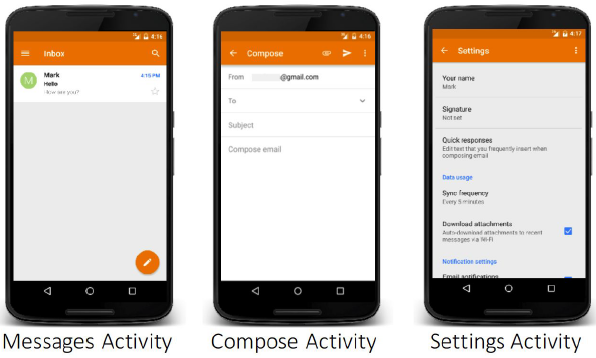 4:16
Inbox
Mark
4:15 PM
Hello
How are you?
M
Messages Activity
4:16
Compose
From @gmail.com
To
Subject
Compose email
Compose Activity
4:17
Settings
Your name
Mark
Signature
Not set
Quick responses
Edit text that you frequently insert when
composing email
Data usage
Sync frequency
Every 5 minutes
Download attachments
Auto-download attachments to recent
messages via Wi-Fi
Notification settings
Email notifications
Settings Activity